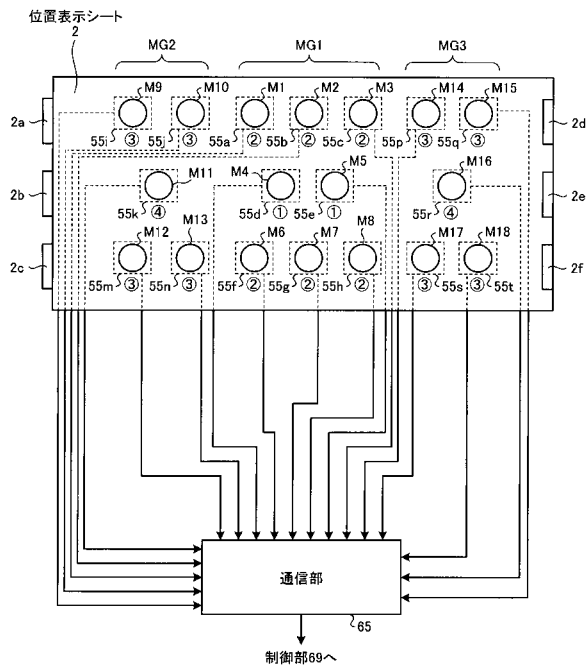 位置表示シート
2
MG2 MG1 MG3
M9 M10 M1 M2 M3 M14 M15
2a 2d
55i ③ 55j ③ 55a ② 55b ② 55c ② 55p ③ 55q ③
M11 M4 M5 M16
2b 2e
55k ④ 55d ① 55e ① 55r ④
M12 M13 M6 M7 M8 M17 M18
2c 2f
55m ③ 55n ③ 55f ② 55g ② 55h ② ③ 55s ③ 55t
通信部
65
制御部69へ